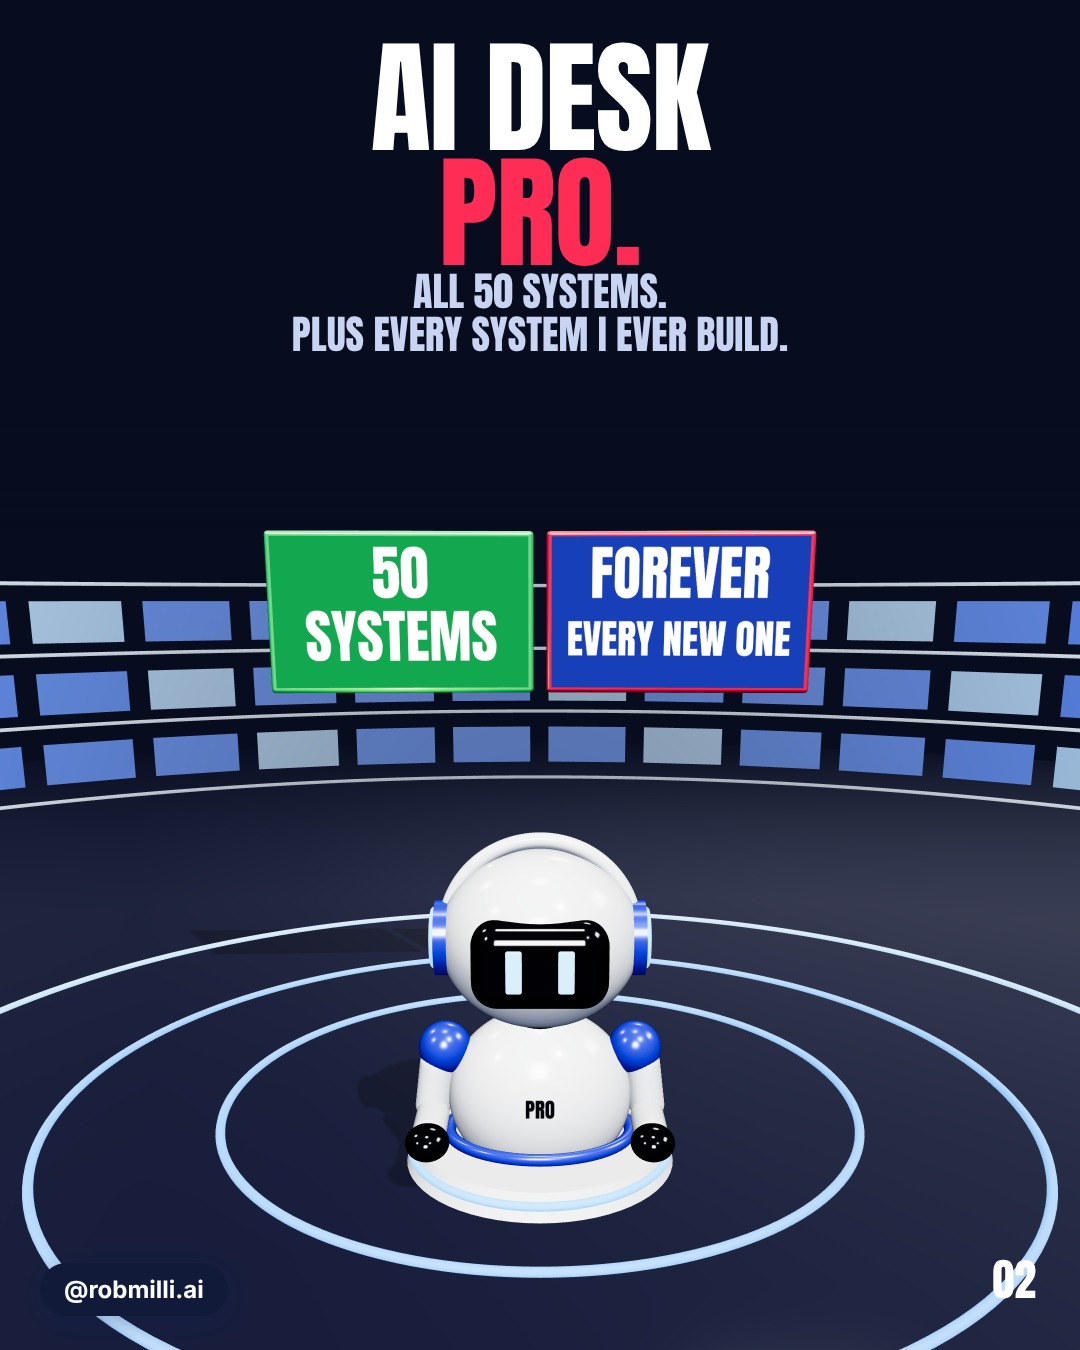 AI DESK
PRO.
ALL 50 SYSTEMS.
PLUS EVERY SYSTEM I EVER BUILD.
50
SYSTEMS
FOREVER
EVERY NEW ONE
PRO
@robmilli.ai
02